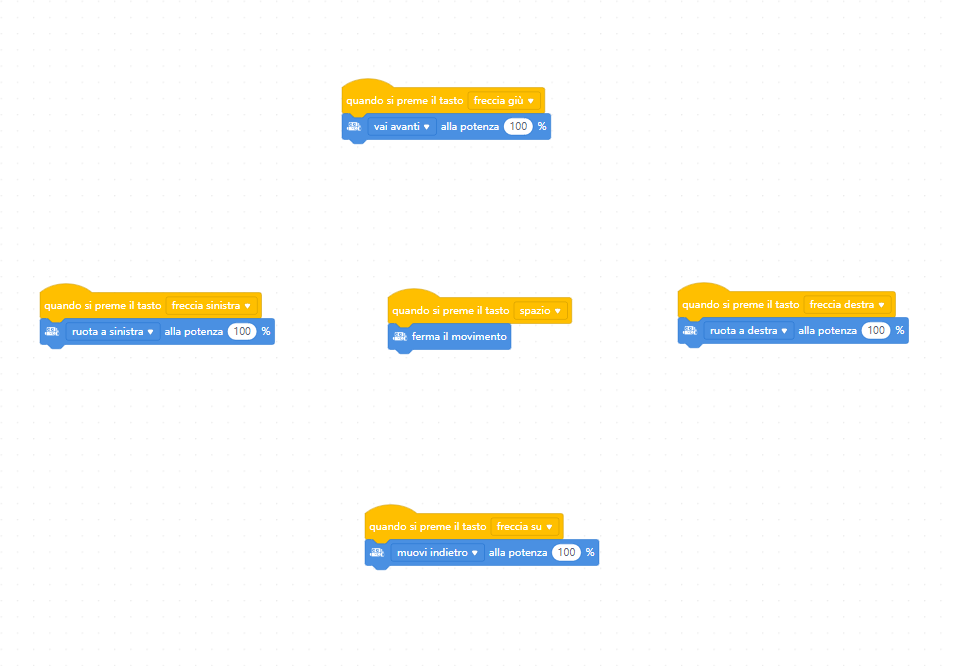 quando si preme il tasto freccia giù
vai avanti alla potenza 100 %
quando si preme il tasto freccia sinistra
ruota a sinistra alla potenza 100 %
quando si preme il tasto spazio
ferma il movimento
quando si preme il tasto freccia destra
ruota a destra alla potenza 100 %
quando si preme il tasto freccia su
muovi indietro alla potenza 100 %